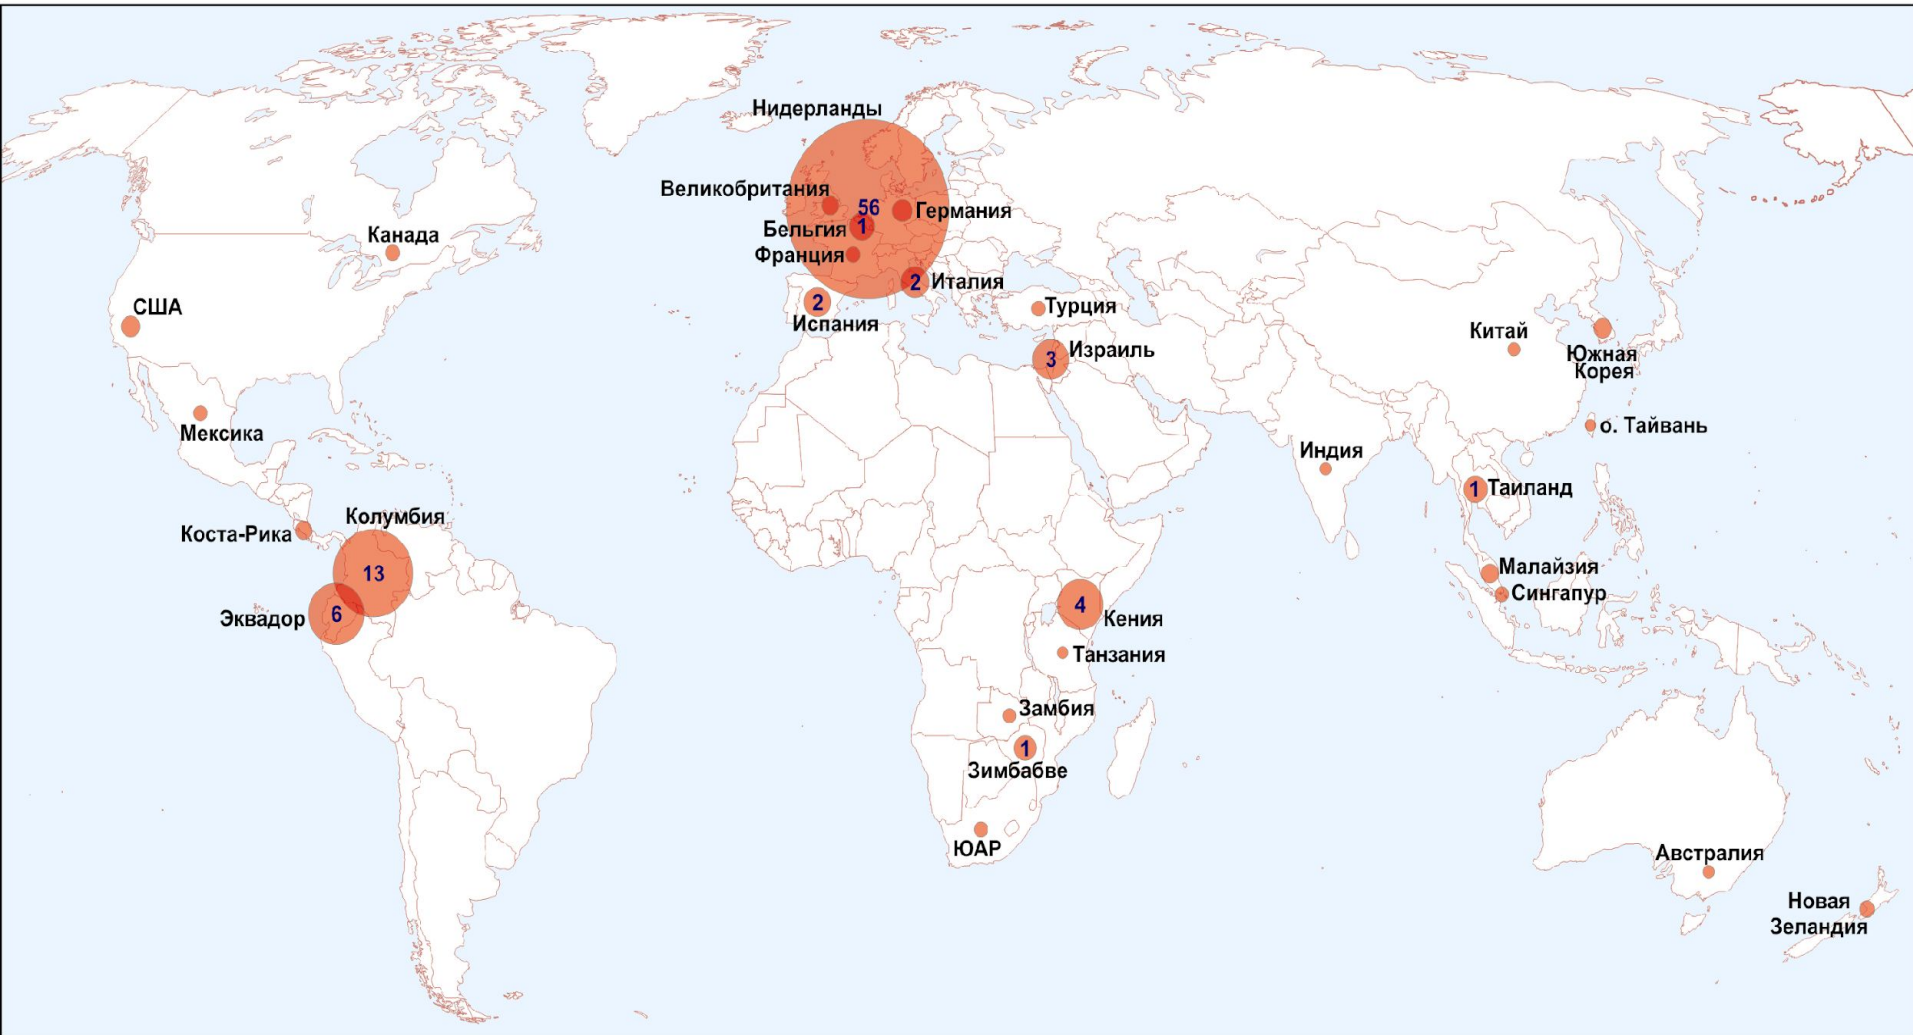 Нидерланды
Великобритания
56
Германия
Бельгия
1
Франция
2
Италия
2
Испания
Канада
США
Мексика
Турция
3
Израиль
Китай
Южная
Корея
о. Тайвань
Индия
1
Таиланд
Коста-Рика
Колумбия
13
Эквадор
6
Малайзия
Сингапур
4
Кения
Танзания
Замбия
1
Зимбабве
ЮАР
Австралия
Новая
Зеландия